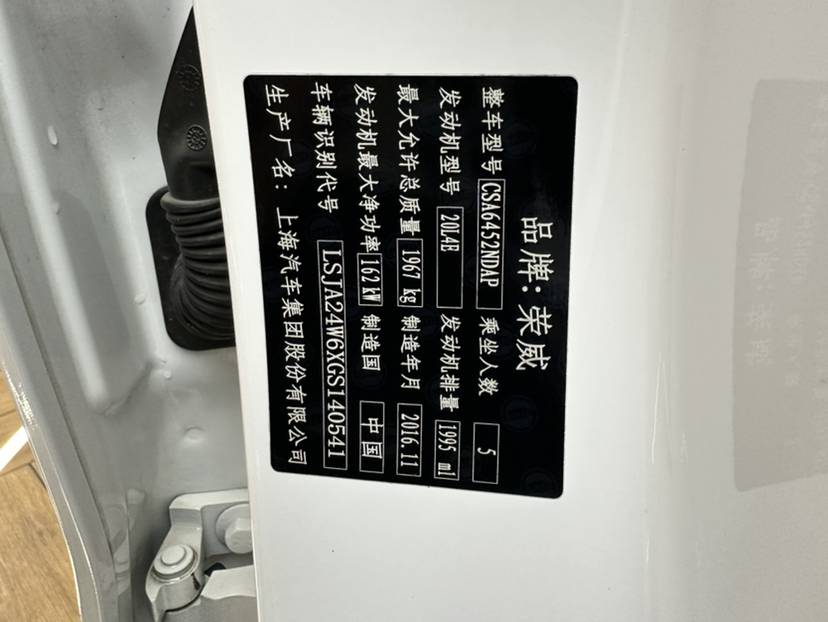 品牌: 荣威
整车型号 CSA6452NDAP 乘坐人数 5
发动机型号 20L4E 发动机排量 1995 ml
最大允许总质量 1967 kg 制造年月 2016.11
发动机最大净功率 162 kW 制造国 中国
车辆识别代号 LSJA24W6XGS140541
生产厂名: 上海汽车集团股份有限公司